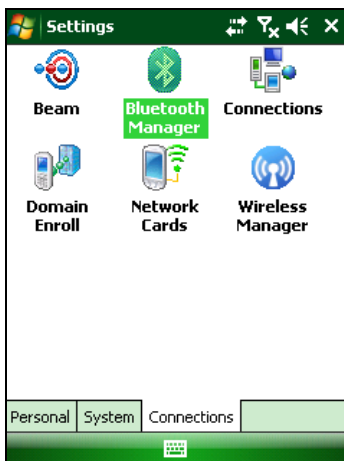 Settings
Beam
Bluetooth
Manager
Connections
Domain
Enroll
Network
Cards
Wireless
Manager
Personal System Connections